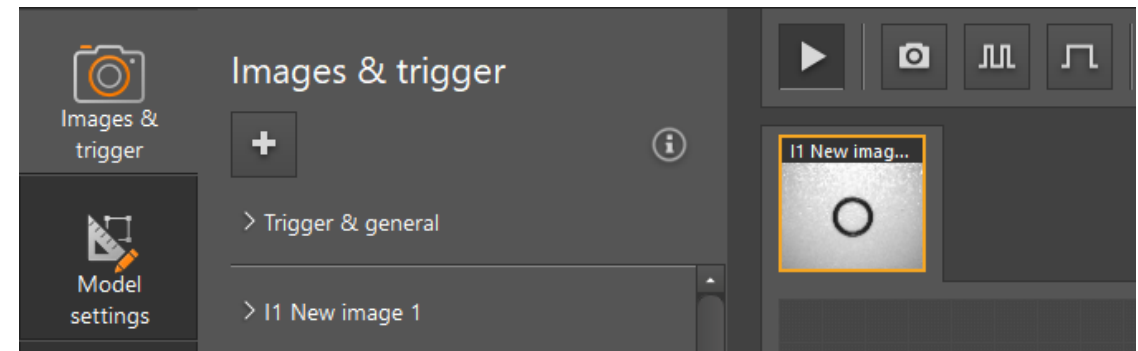 Images &
trigger
Model
settings
Images & trigger
Trigger & general
I1 New image 1
I1 New imag...